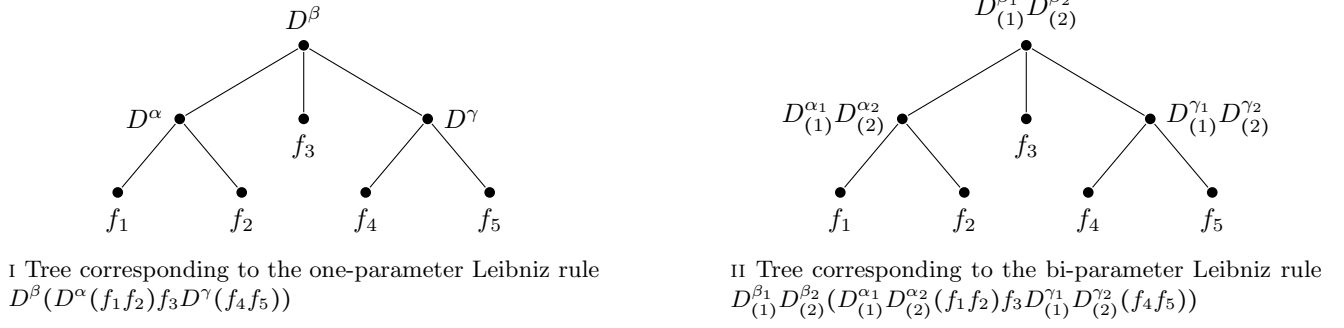 D^β
D^{β_1}_{(1)} D^{β_2}_{(2)}
D^α
D^γ
f_3
D^{α_1}_{(1)} D^{α_2}_{(2)}
D^{γ_1}_{(1)} D^{γ_2}_{(2)}
f_3
f_1
f_2
f_4
f_5
f_1
f_2
f_4
f_5
I Tree corresponding to the one-parameter Leibniz rule
D^β(D^α(f_1f_2)f_3D^γ(f_4f_5))
II Tree corresponding to the bi-parameter Leibniz rule
D^{β_1}_{(1)}D^{β_2}_{(2)}(D^{α_1}_{(1)}D^{α_2}_{(2)}(f_1f_2)f_3D^{γ_1}_{(1)}D^{γ_2}_{(2)}(f_4f_5))